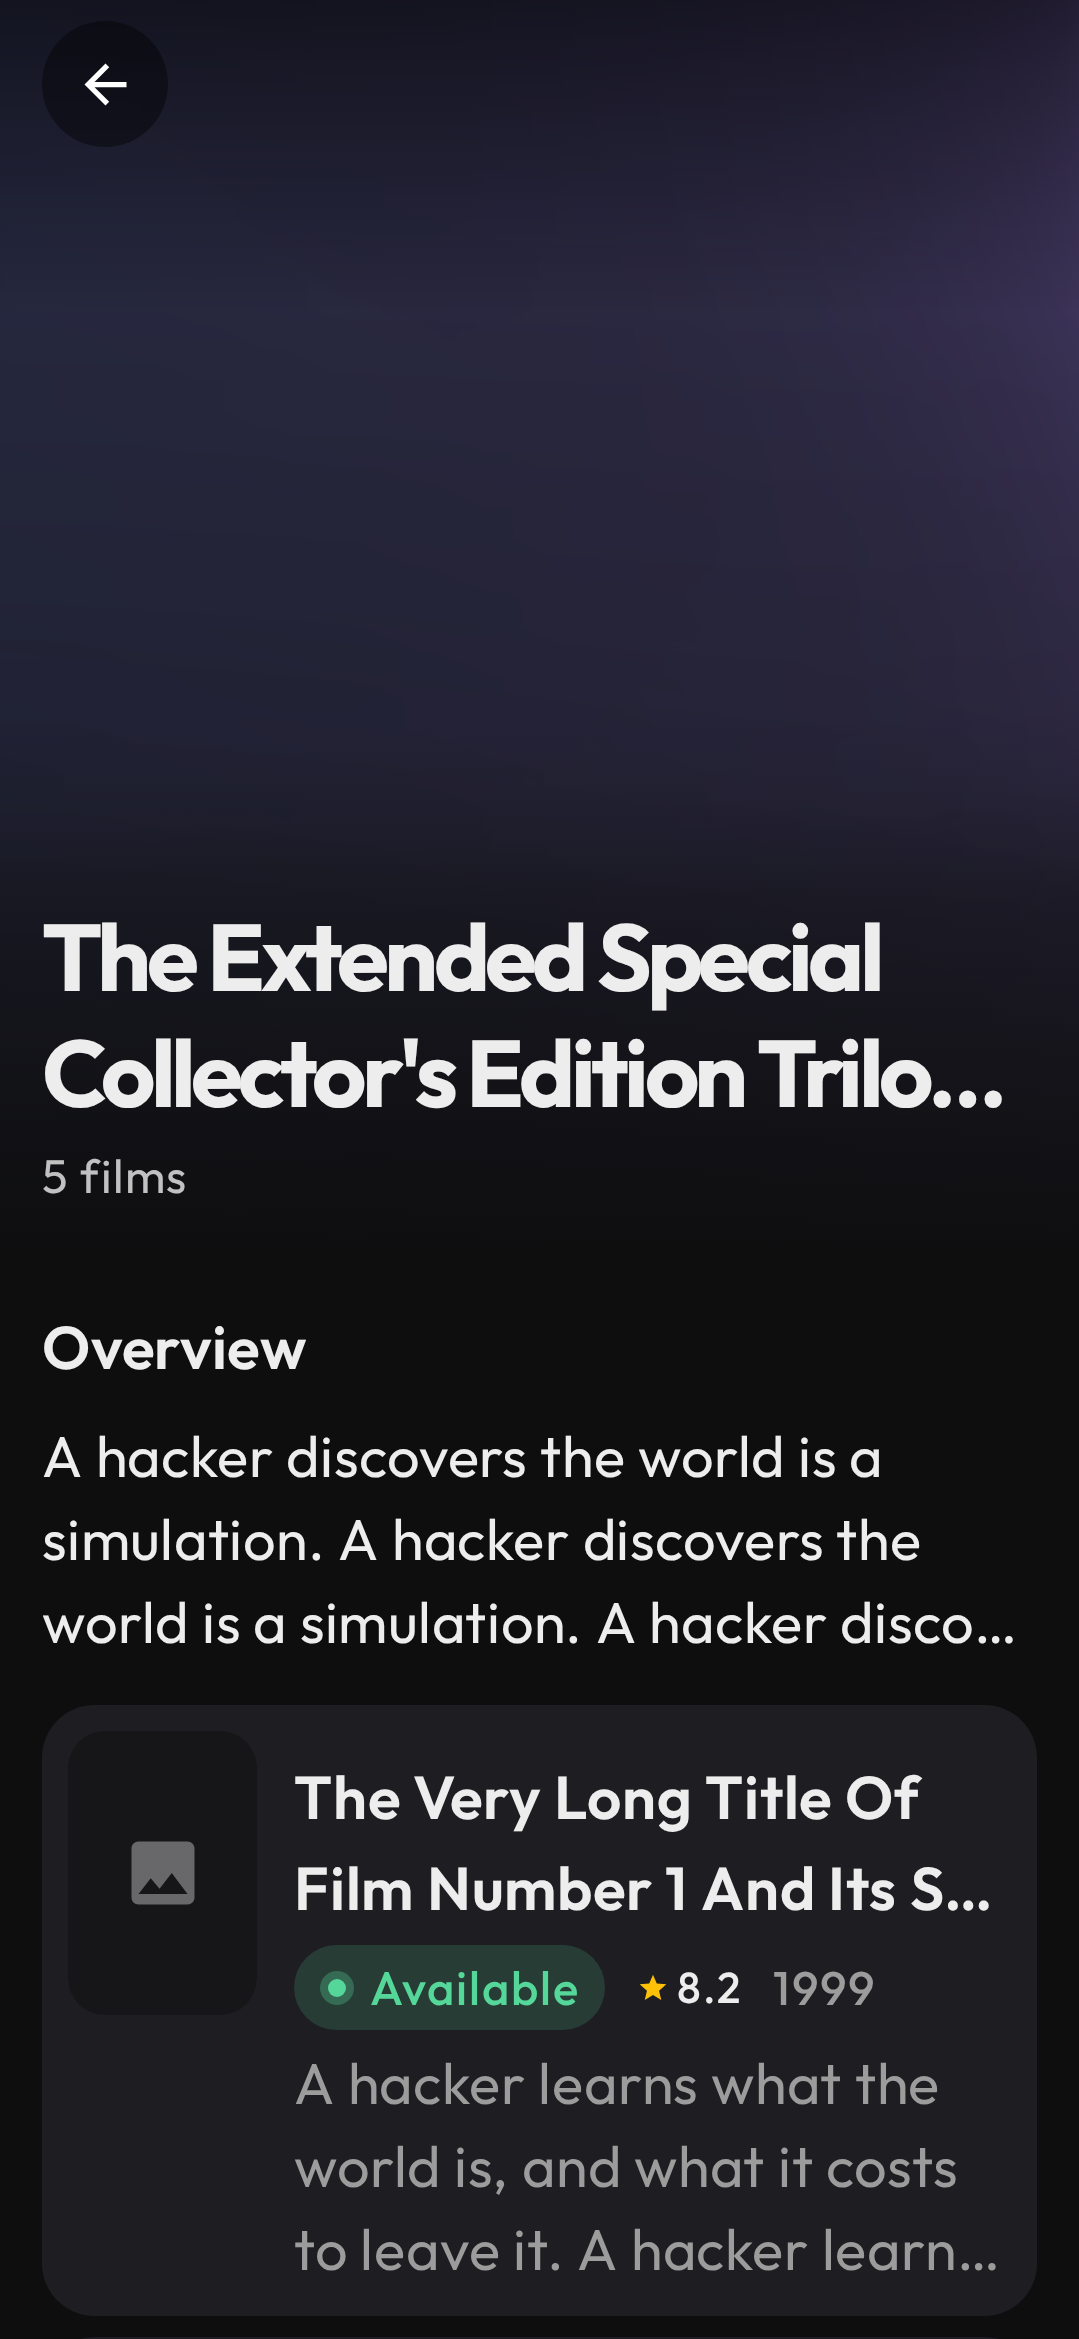 The Extended Special
Collector's Edition Trilo...
5 films
Overview
A hacker discovers the world is a
simulation. A hacker discovers the
world is a simulation. A hacker disco...
The Very Long Title Of
Film Number 1 And Its S...
Available 8.2 1999
A hacker learns what the
world is, and what it costs
to leave it. A hacker learn...